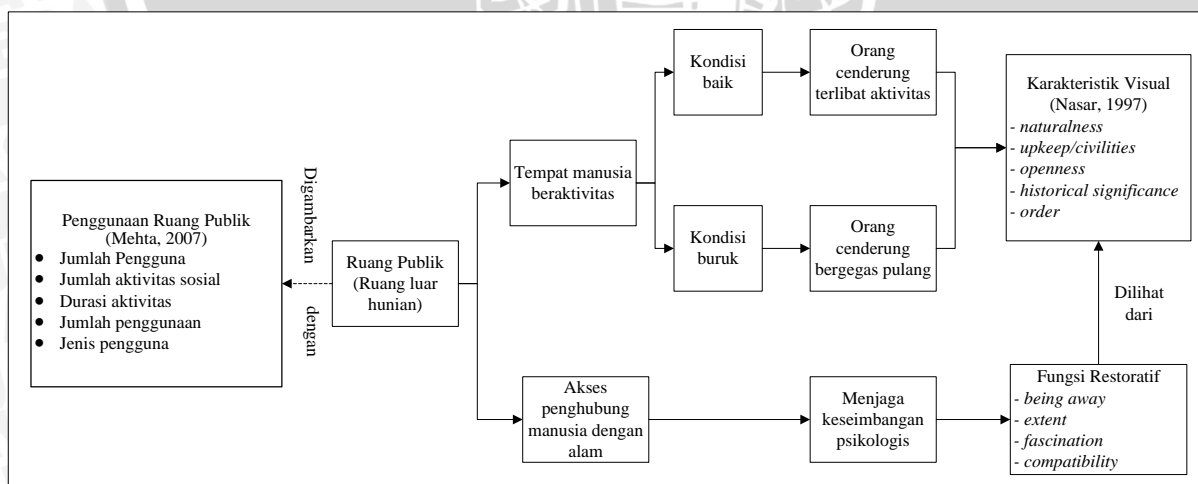 Penggunaan Ruang Publik
(Mehta, 2007)
● Jumlah Pengguna
● Jumlah aktivitas sosial
● Durasi aktivitas
● Jumlah penggunaan
● Jenis pengguna
Digambarkan
dengan
Ruang Publik
(Ruang luar
hunian)
Tempat manusia
beraktivitas
Kondisi
baik
Orang
cenderung
terlibat aktivitas
Kondisi
buruk
Orang
cenderung
bergegas pulang
Karakteristik Visual
(Nasar, 1997)
- naturalness
- upkeep/civilities
- openness
- historical significance
- order
Akses
penghubung
manusia dengan
alam
Menjaga
keseimbangan
psikologis
Dilihat
dari
Fungsi Restoratif
- being away
- extent
- fascination
- compatibility